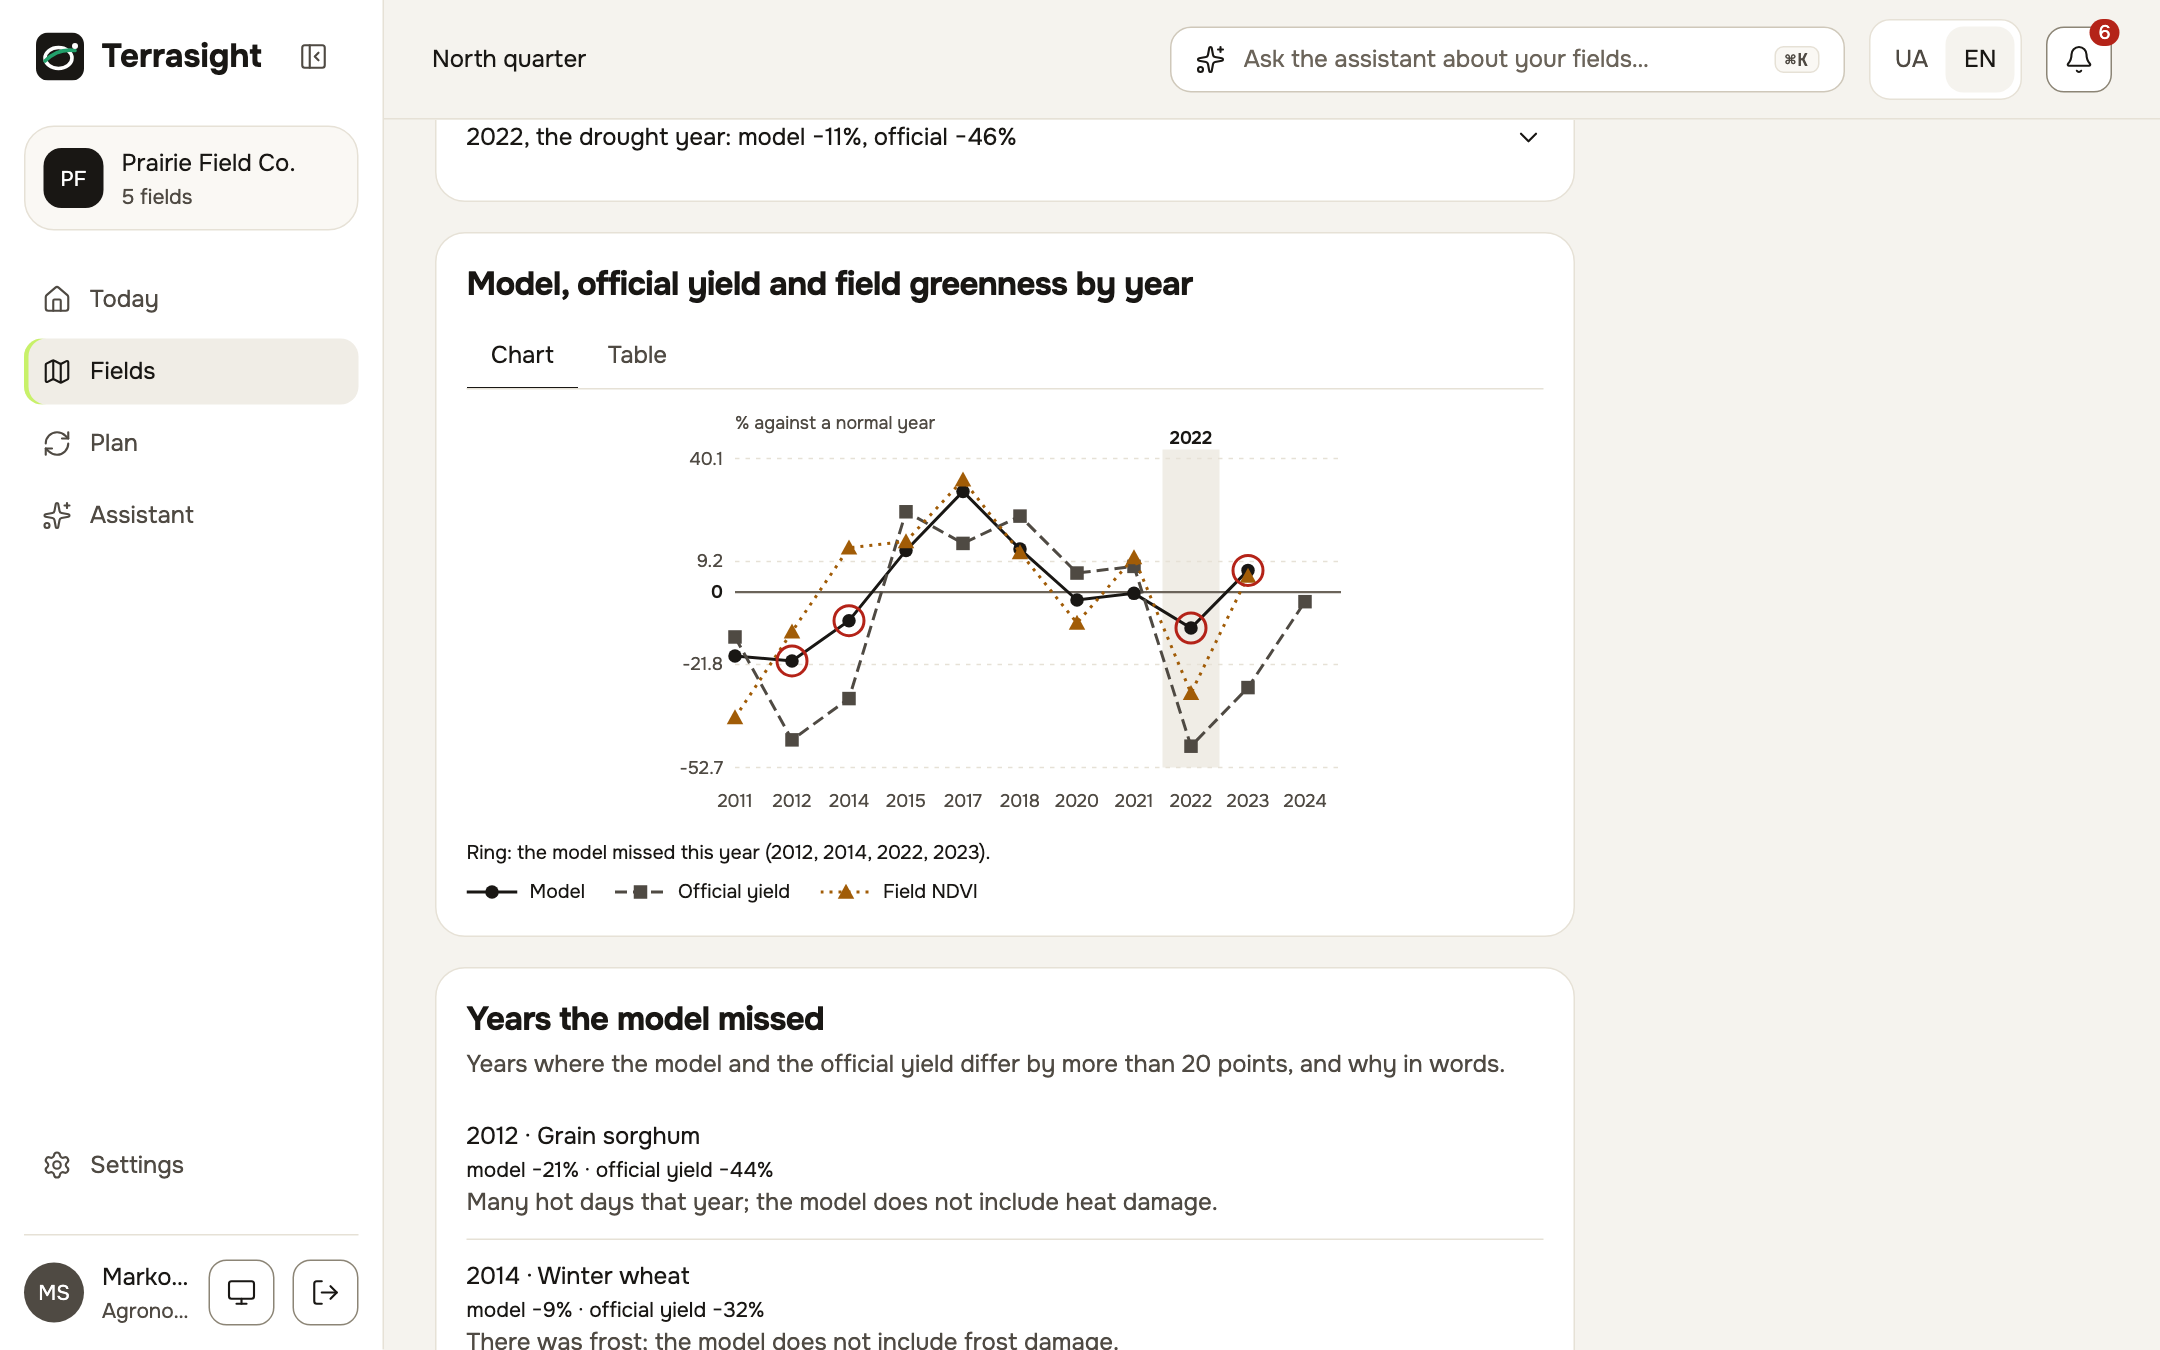 Terrasight
PF
Prairie Field Co.
5 fields
Today
Fields
Plan
Assistant
Settings
MS
Marko...
Agrono...
North quarter
Ask the assistant about your fields...
⌘K
UA
EN
6
2022, the drought year: model −11%, official −46%
Model, official yield and field greenness by year
Chart
Table
% against a normal year
2022
40.1
9.2
0
-21.8
-52.7
2011 2012 2014 2015 2017 2018 2020 2021 2022 2023 2024
Ring: the model missed this year (2012, 2014, 2022, 2023).
Model
Official yield
Field NDVI
Years the model missed
Years where the model and the official yield differ by more than 20 points, and why in words.
2012 · Grain sorghum
model −21% · official yield −44%
Many hot days that year; the model does not include heat damage.
2014 · Winter wheat
model −9% · official yield −32%
There was frost; the model does not include frost damage.